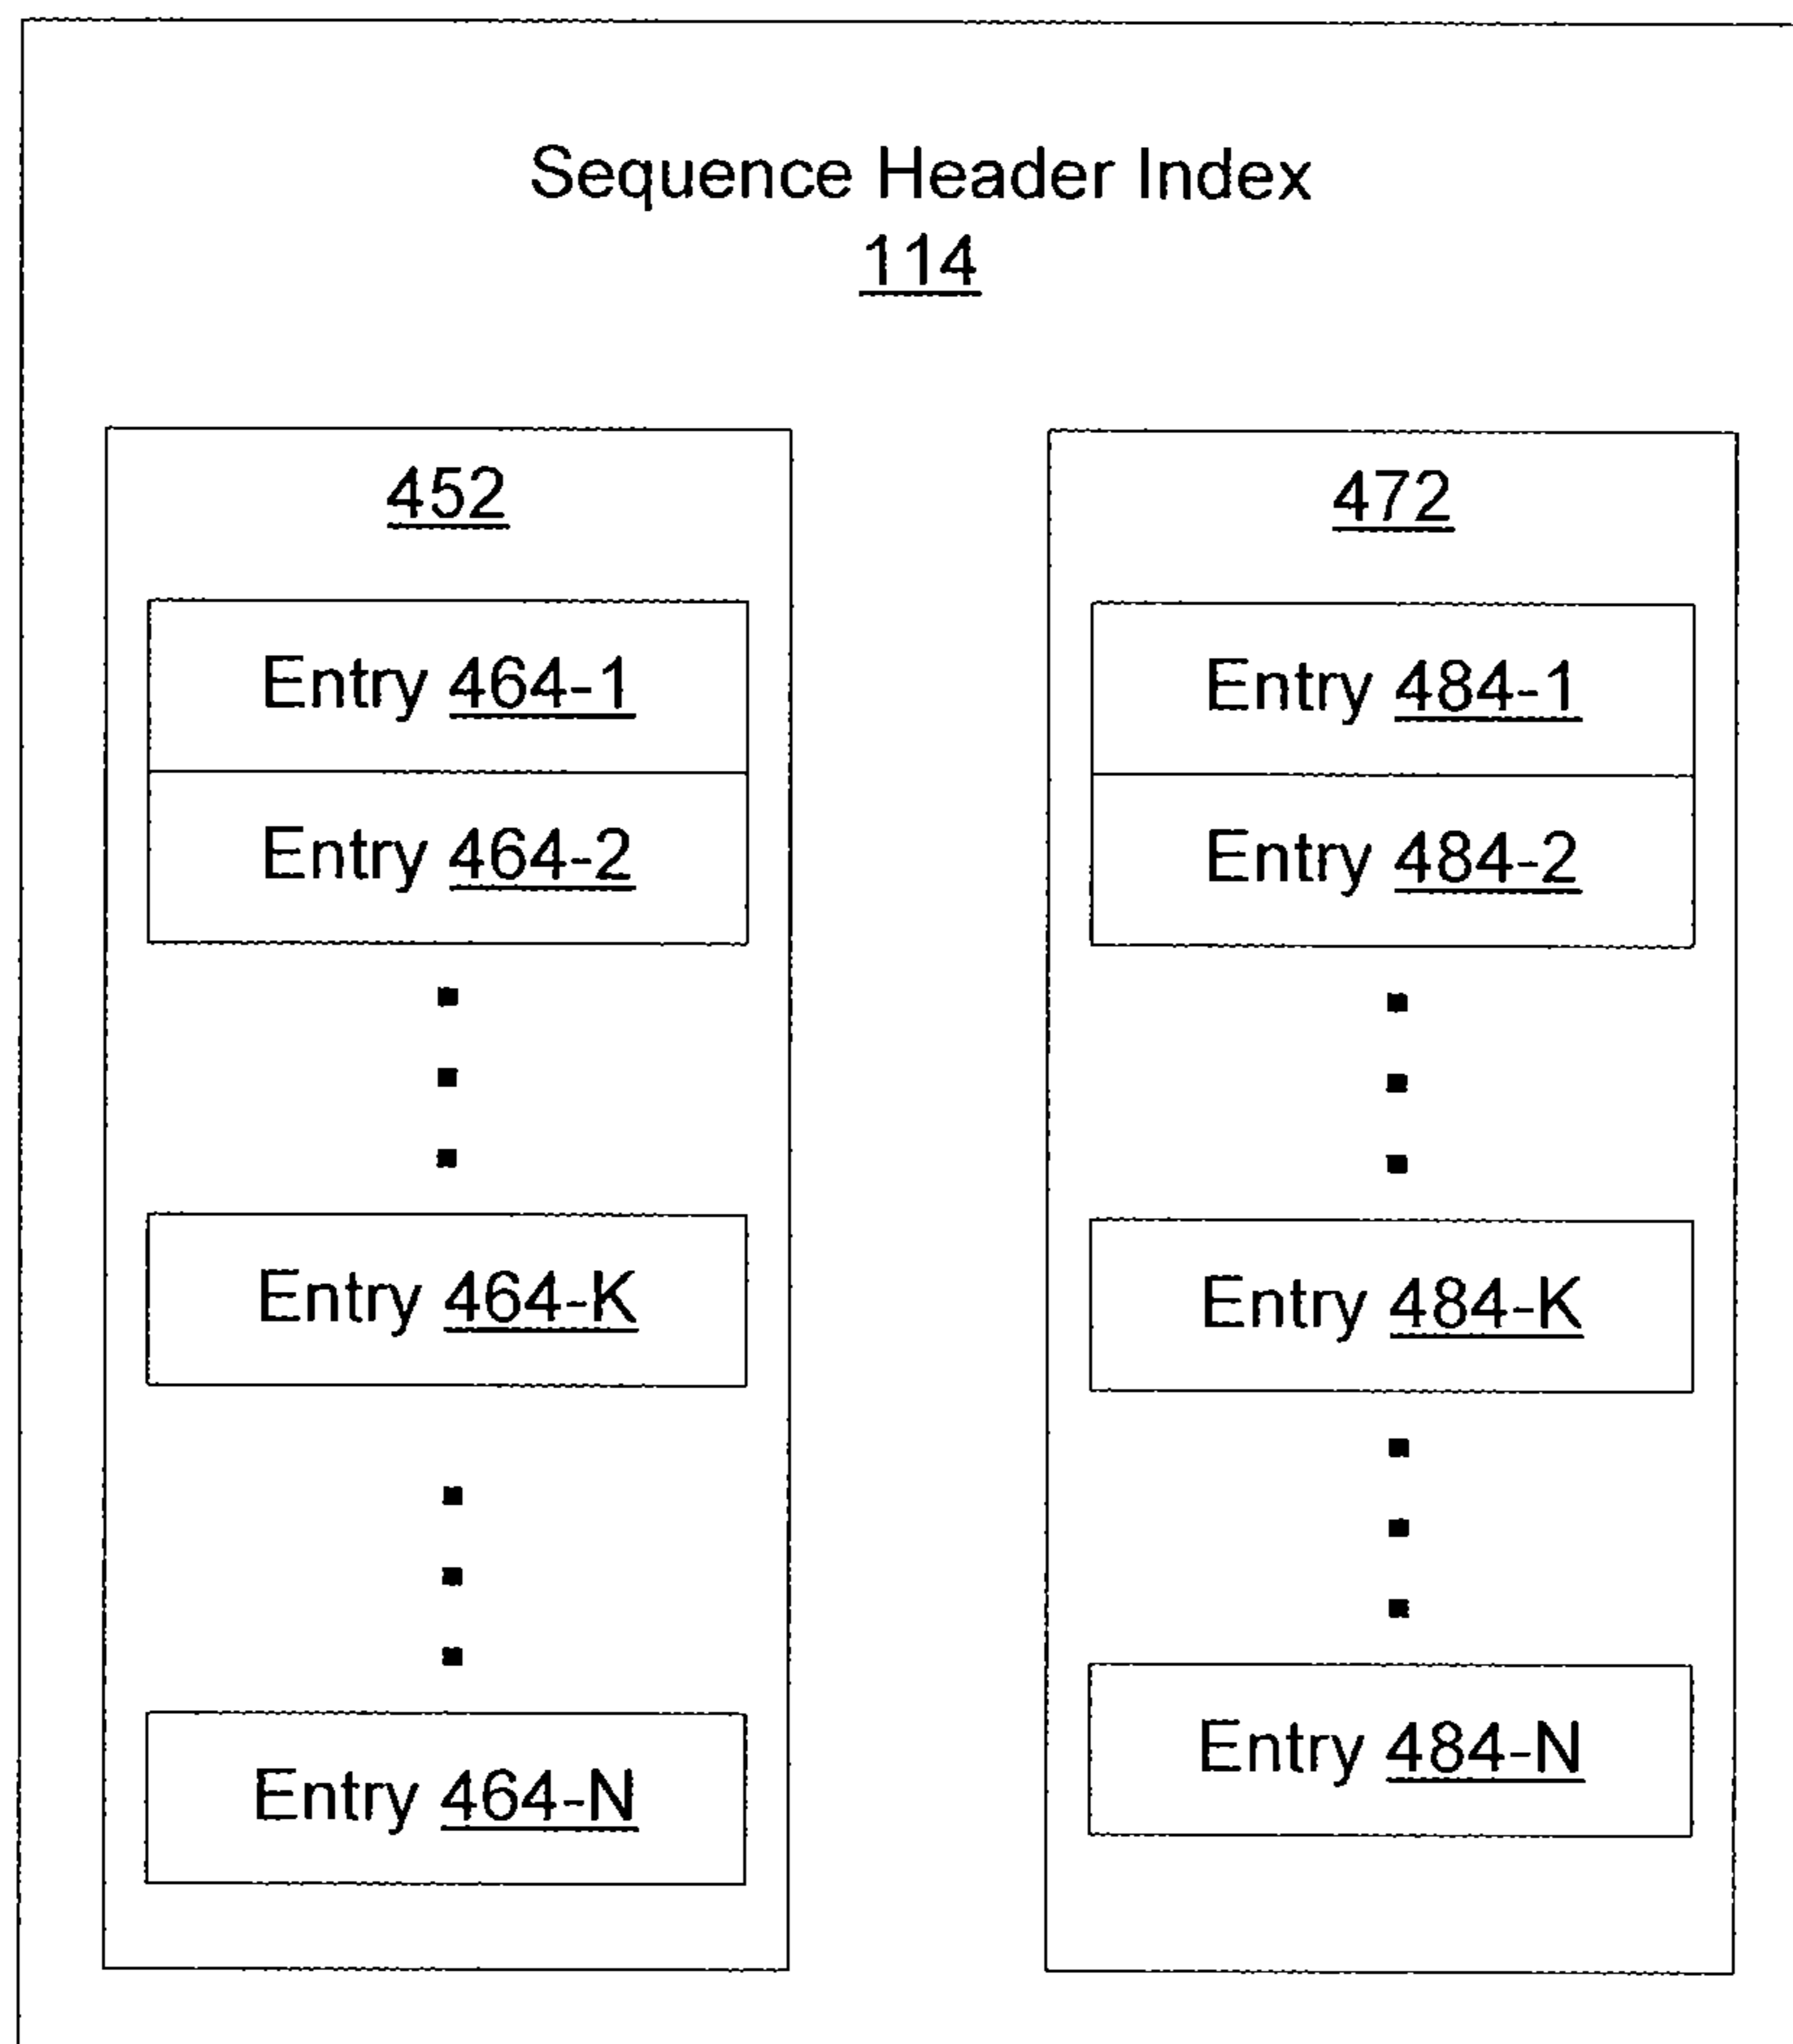 Sequence Header Index
114
452
Entry 464-1
Entry 464-2
Entry 464-K
Entry 464-N
472
Entry 484-1
Entry 484-2
Entry 484-K
Entry 484-N